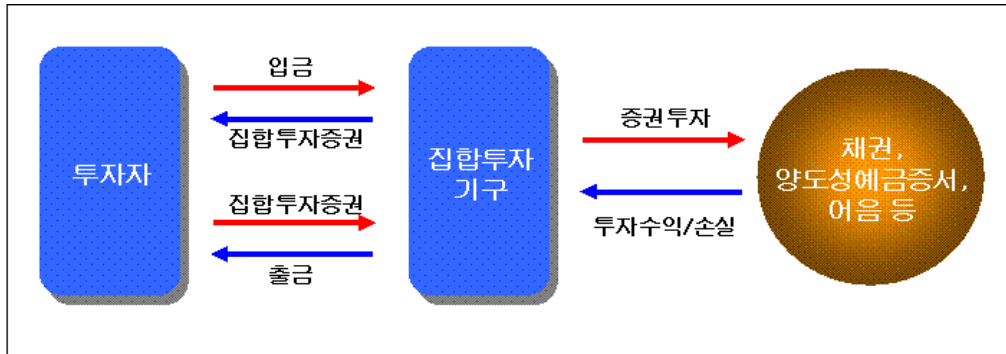 투자자
입금
집합투자증권
집합투자증권
출금
집합투자
기구
증권투자
투자수익/손실
채권,
양도성예금증서,
어음 등